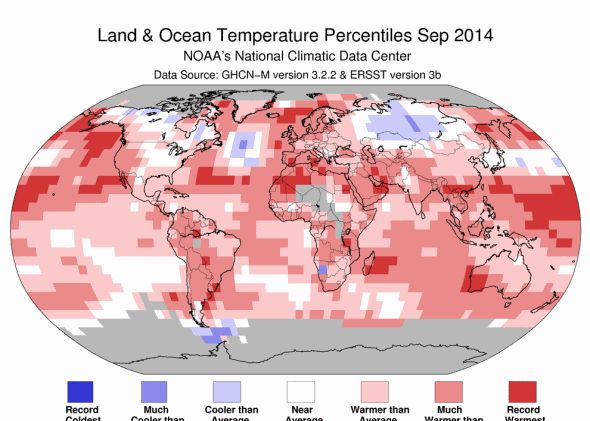 Land & Ocean Temperature Percentiles Sep 2014
NOAA's National Climatic Data Center
Data Source: GHCN−M version 3.2.2 & ERSST version 3b
Record Much Cooler than Near Warmer than Much Record
Coldest Cooler than Average Average Average Warmer than Warmest